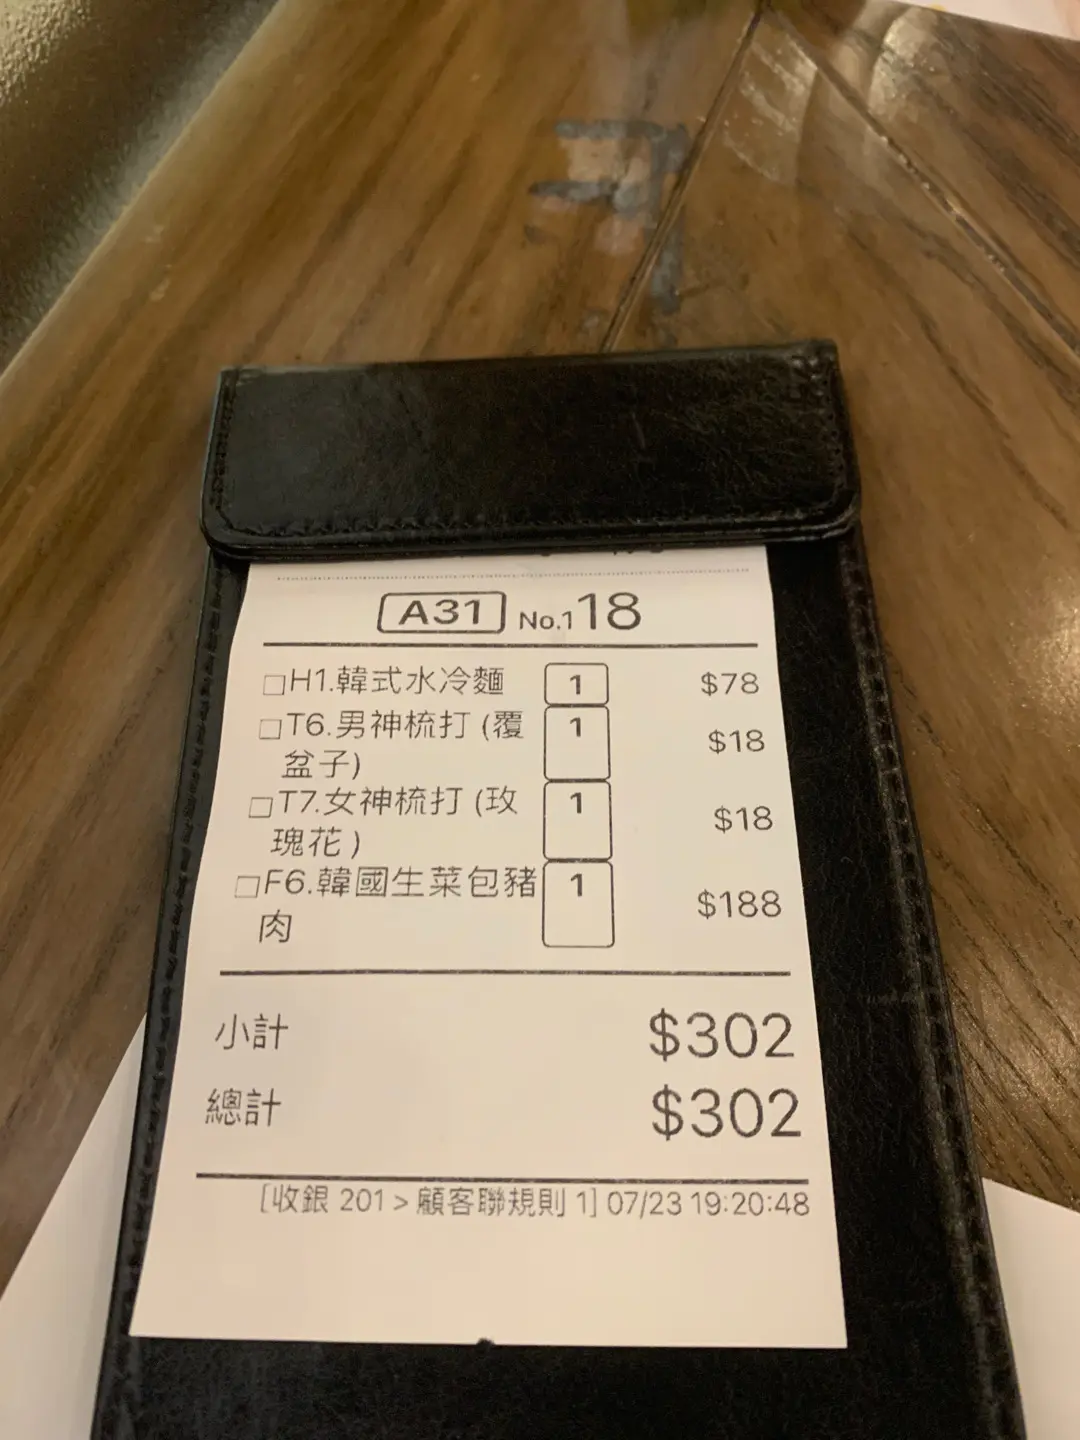 A31 No.118
□H1.韓式水冷麵 1 $78
□T6.男神梳打 (覆 1 $18
盆子)
□T7.女神梳打 (玫 1 $18
瑰花)
□F6.韓國生菜包豬 1 $188
肉
小計 $302
總計 $302
[收銀 201 > 顧客聯規則 1] 07/23 19:20:48